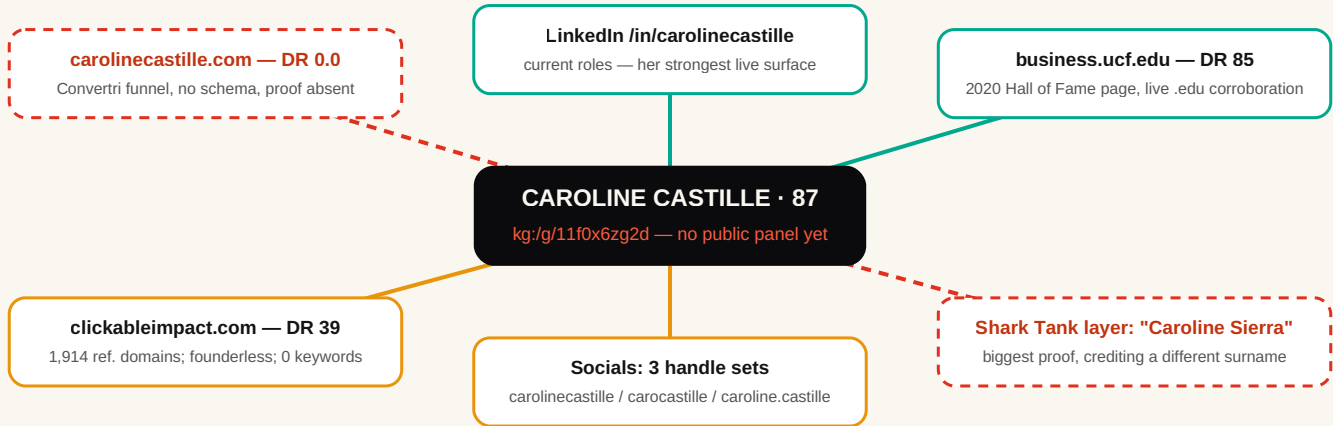 carolinecastille.com — DR 0.0
Convertri funnel, no schema, proof absent
LinkedIn /in/carolinecastille
current roles — her strongest live surface
business.ucf.edu — DR 85
2020 Hall of Fame page, live .edu corroboration
CAROLINE CASTILLE · 87
kg:/g/11f0x6zg2d — no public panel yet
clickableimpact.com — DR 39
1,914 ref. domains; founderless; 0 keywords
Socials: 3 handle sets
carolinecastille / carocastille / caroline.castille
Shark Tank layer: "Caroline Sierra"
biggest proof, crediting a different surname